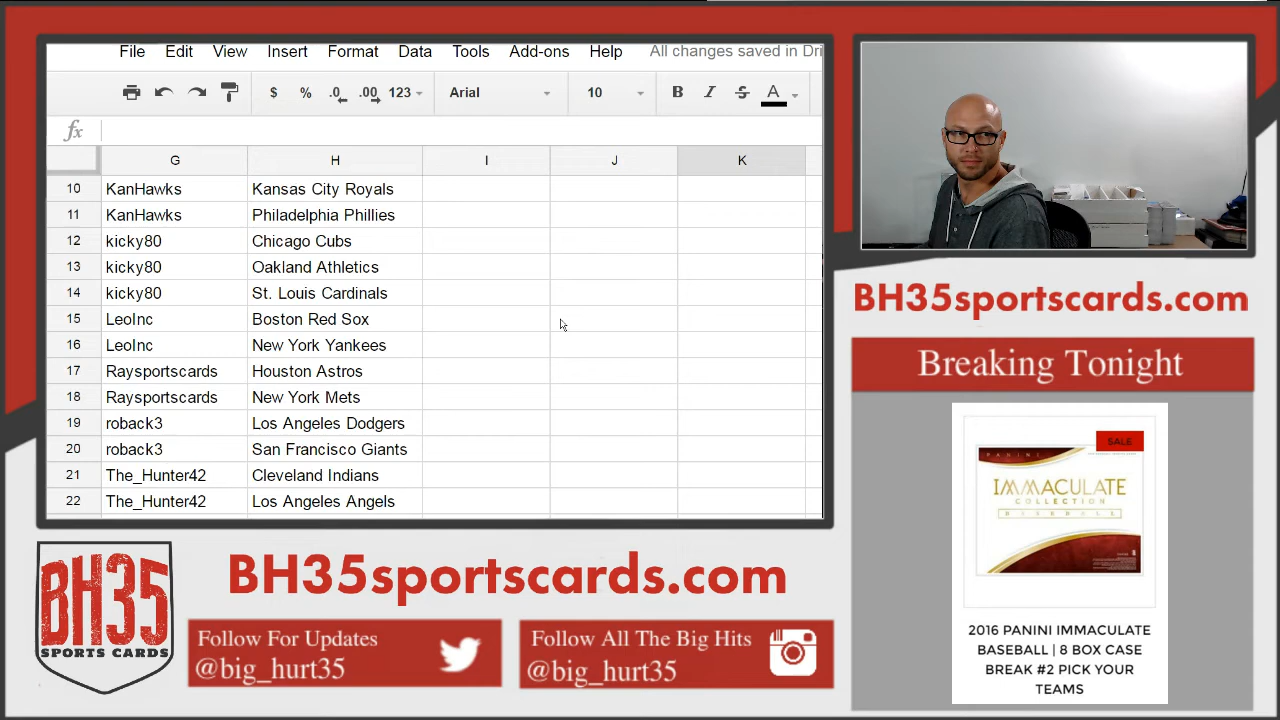 File Edit View Insert Format Data Tools Add-ons Help All changes saved in Dri
$ % .0 .00 123 Arial 10 B I S A
fx
G H I J K
10 KanHawks Kansas City Royals
11 KanHawks Philadelphia Phillies
12 kicky80 Chicago Cubs
13 kicky80 Oakland Athletics
14 kicky80 St. Louis Cardinals
15 LeoInc Boston Red Sox
16 LeoInc New York Yankees
17 Raysportscards Houston Astros
18 Raysportscards New York Mets
19 roback3 Los Angeles Dodgers
20 roback3 San Francisco Giants
21 The_Hunter42 Cleveland Indians
22 The_Hunter42 Los Angeles Angels
BH35sportscards.com
Breaking Tonight
SALE
PANINI
IMMACULATE
COLLECTION
BASEBALL
2016 PANINI IMMACULATE
BASEBALL | 8 BOX CASE
BREAK #2 PICK YOUR
TEAMS
BH35
SPORTS CARDS
BH35sportscards.com
Follow For Updates
@big_hurt35
Follow All The Big Hits
@big_hurt35